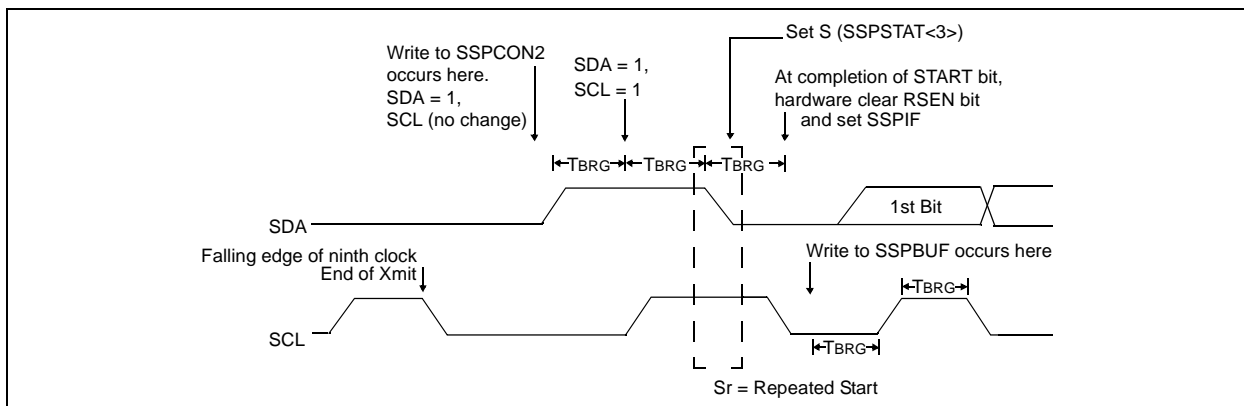 Set S (SSPSTAT<3>)
Write to SSPCON2
occurs here.
SDA = 1,
SCL (no change)
SDA = 1,
SCL = 1
At completion of START bit,
hardware clear RSEN bit
and set SSPIF
TBRG
TBRG
TBRG
SDA
1st Bit
Falling edge of ninth clock
End of Xmit
Write to SSPBUF occurs here
TBRG
SCL
TBRG
Sr = Repeated Start